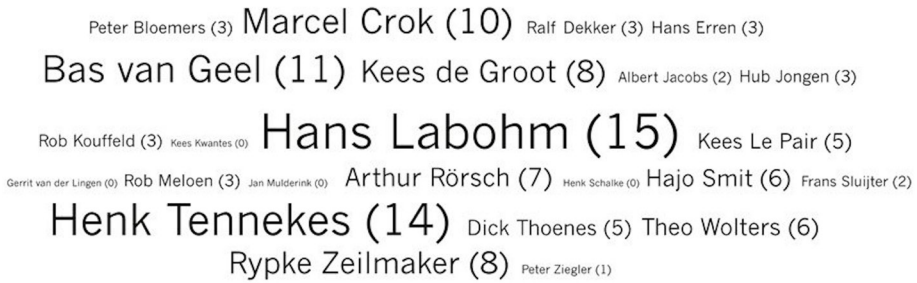 Peter Bloemers (3) Marcel Crok (10) Ralf Dekker (3) Hans Erren (3)
Bas van Geel (11) Kees de Groot (8) Albert Jacobs (2) Hub Jongen (3)
Rob Kouffeld (3) Kees Kwantes (0) Hans Labohm (15) Kees Le Pair (5)
Gerrit van der Lingen (0) Rob Meloen (3) Jan Mulderink (0) Arthur Rörsch (7) Henk Schalke (0) Hajo Smit (6) Frans Sluijter (2)
Henk Tennekes (14) Dick Thoenes (5) Theo Wolters (6)
Rypke Zeilmaker (8) Peter Ziegler (1)